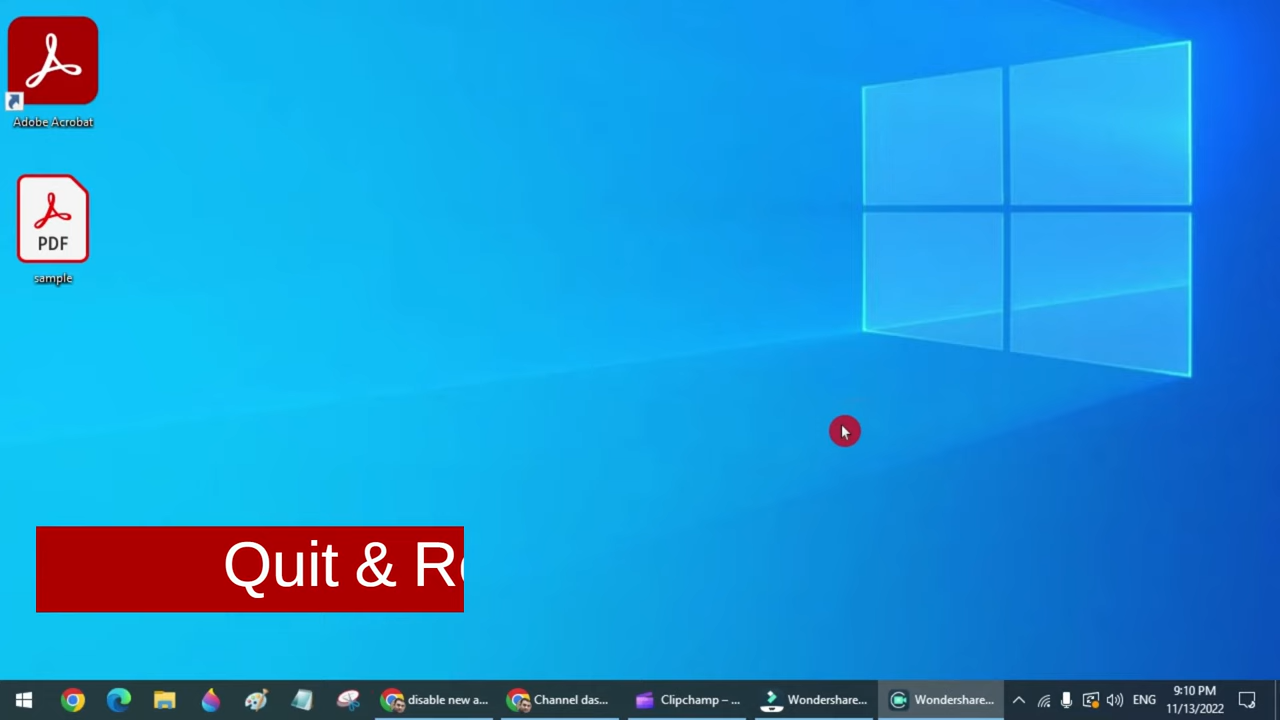 Adobe Acrobat
PDF
sample
Quit & R
disable new a...
Channel das...
Clipchamp – ...
Wondershare...
Wondershare...
ENG
9:10 PM
11/13/2022